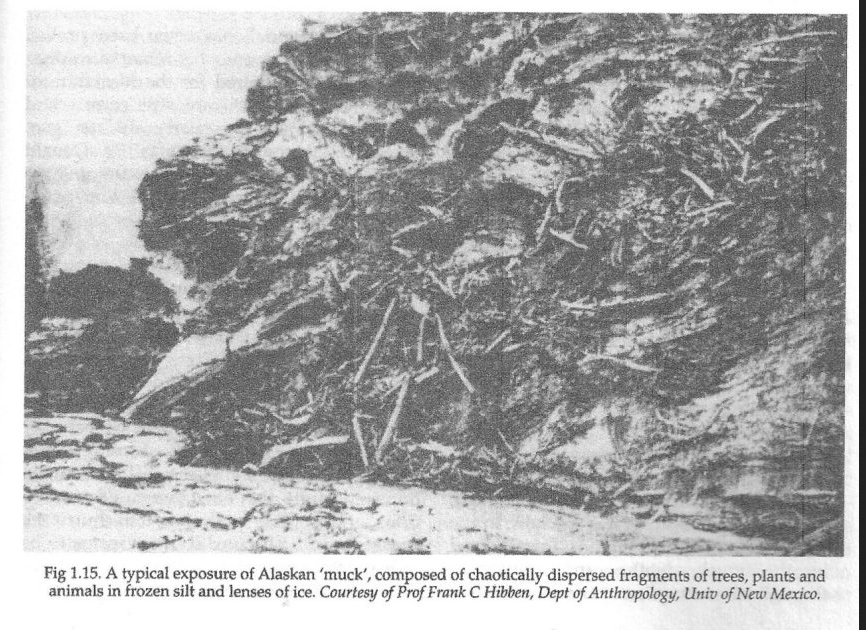 Fig 1.15. A typical exposure of Alaskan ‘muck’, composed of chaotically dispersed fragments of trees, plants and
animals in frozen silt and lenses of ice. Courtesy of Prof Frank C Hibben, Dept of Anthropology, Univ of New Mexico.